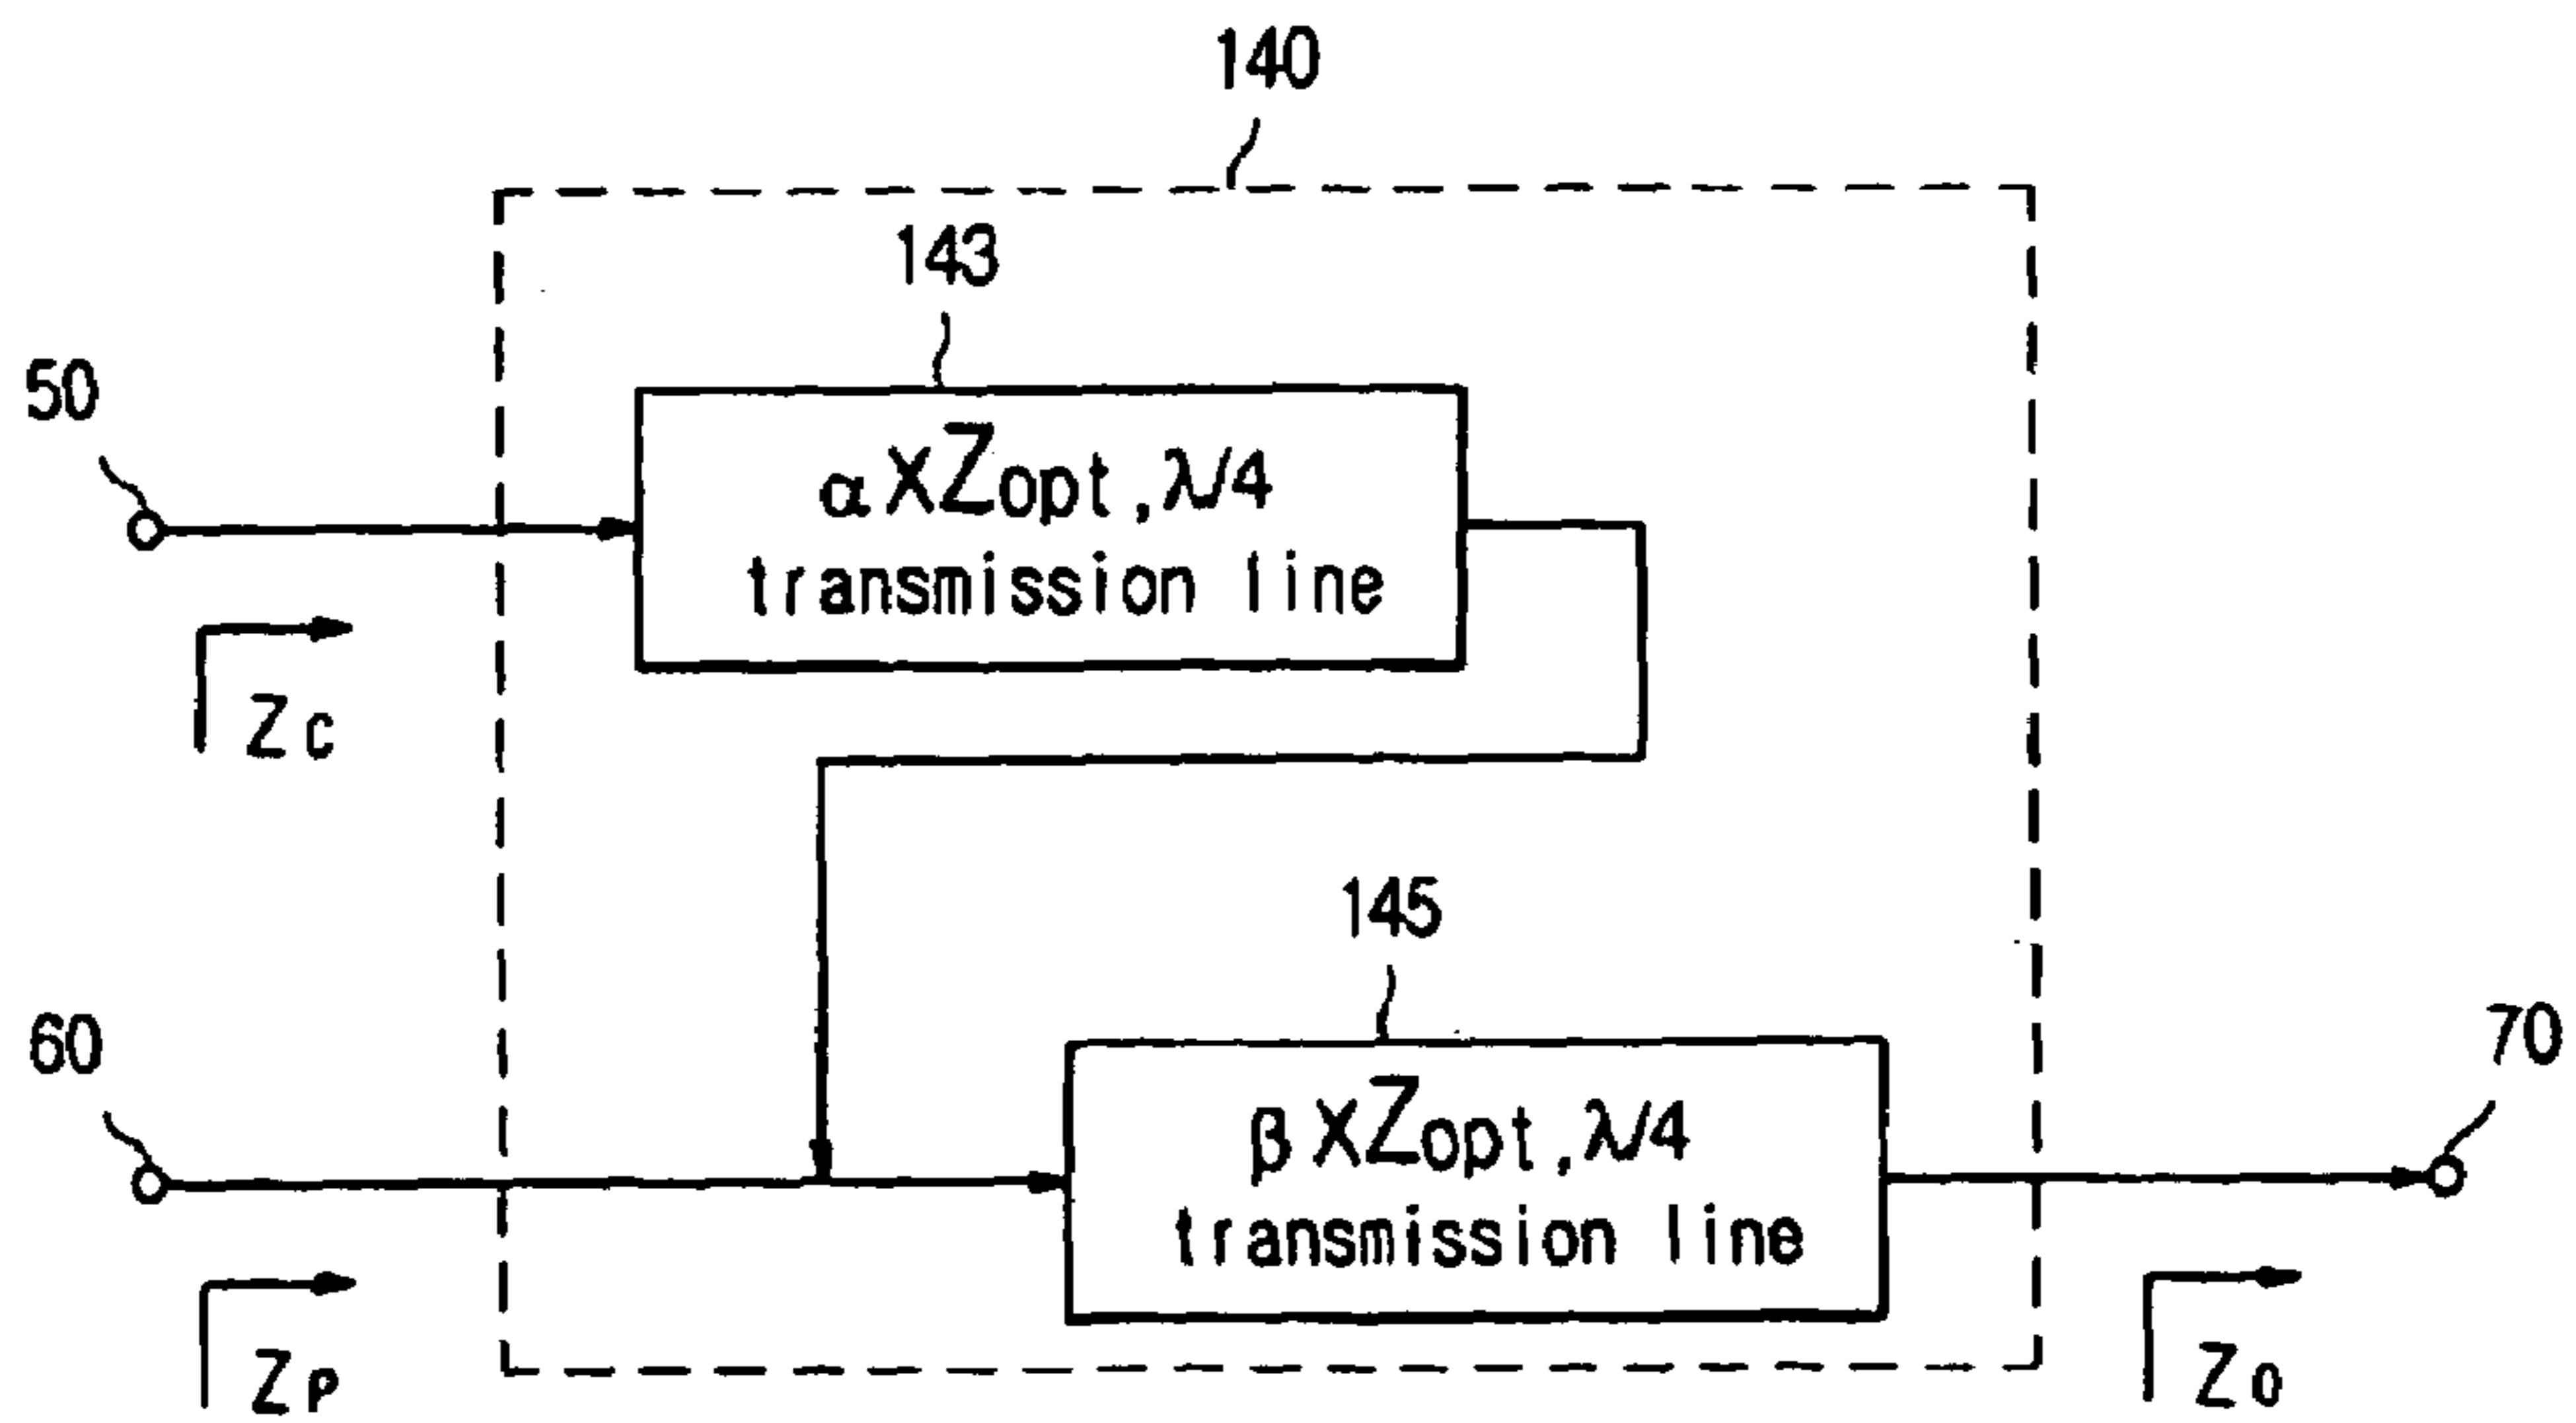 140
143
50
αXZopt,λ/4
transmission line
Zc
145
60
70
βXZopt,λ/4
transmission line
Zp
Zo